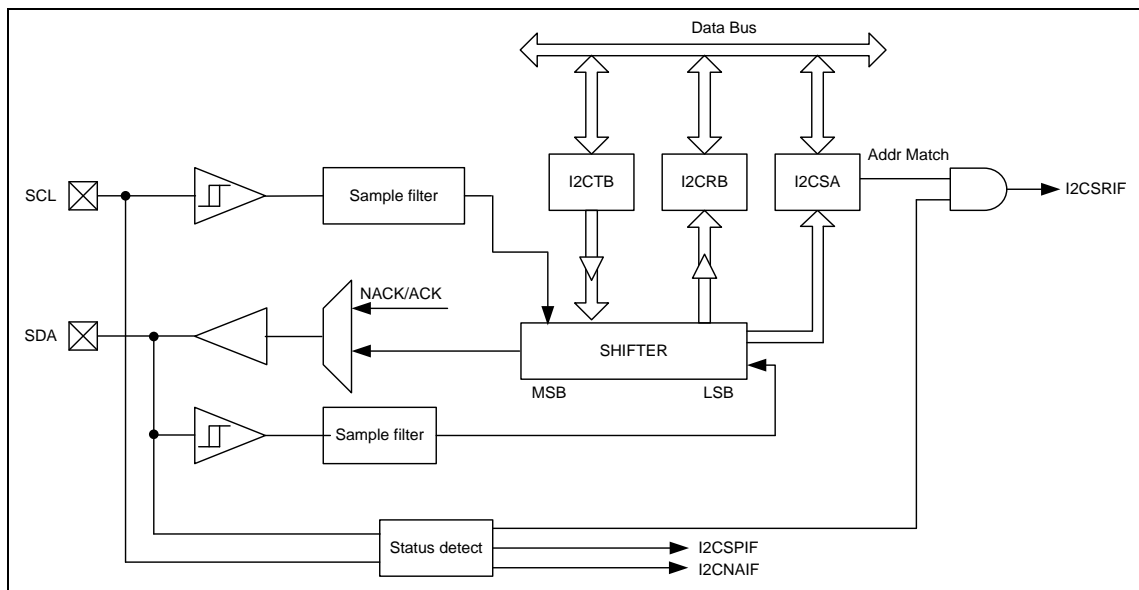 Data Bus
I2CTB
I2CRB
I2CSA
Addr Match
I2CSRIF
SCL
Sample filter
NACK/ACK
SDA
SHIFTER
MSB
LSB
Sample filter
Status detect
I2CSPIF
I2CNAIF